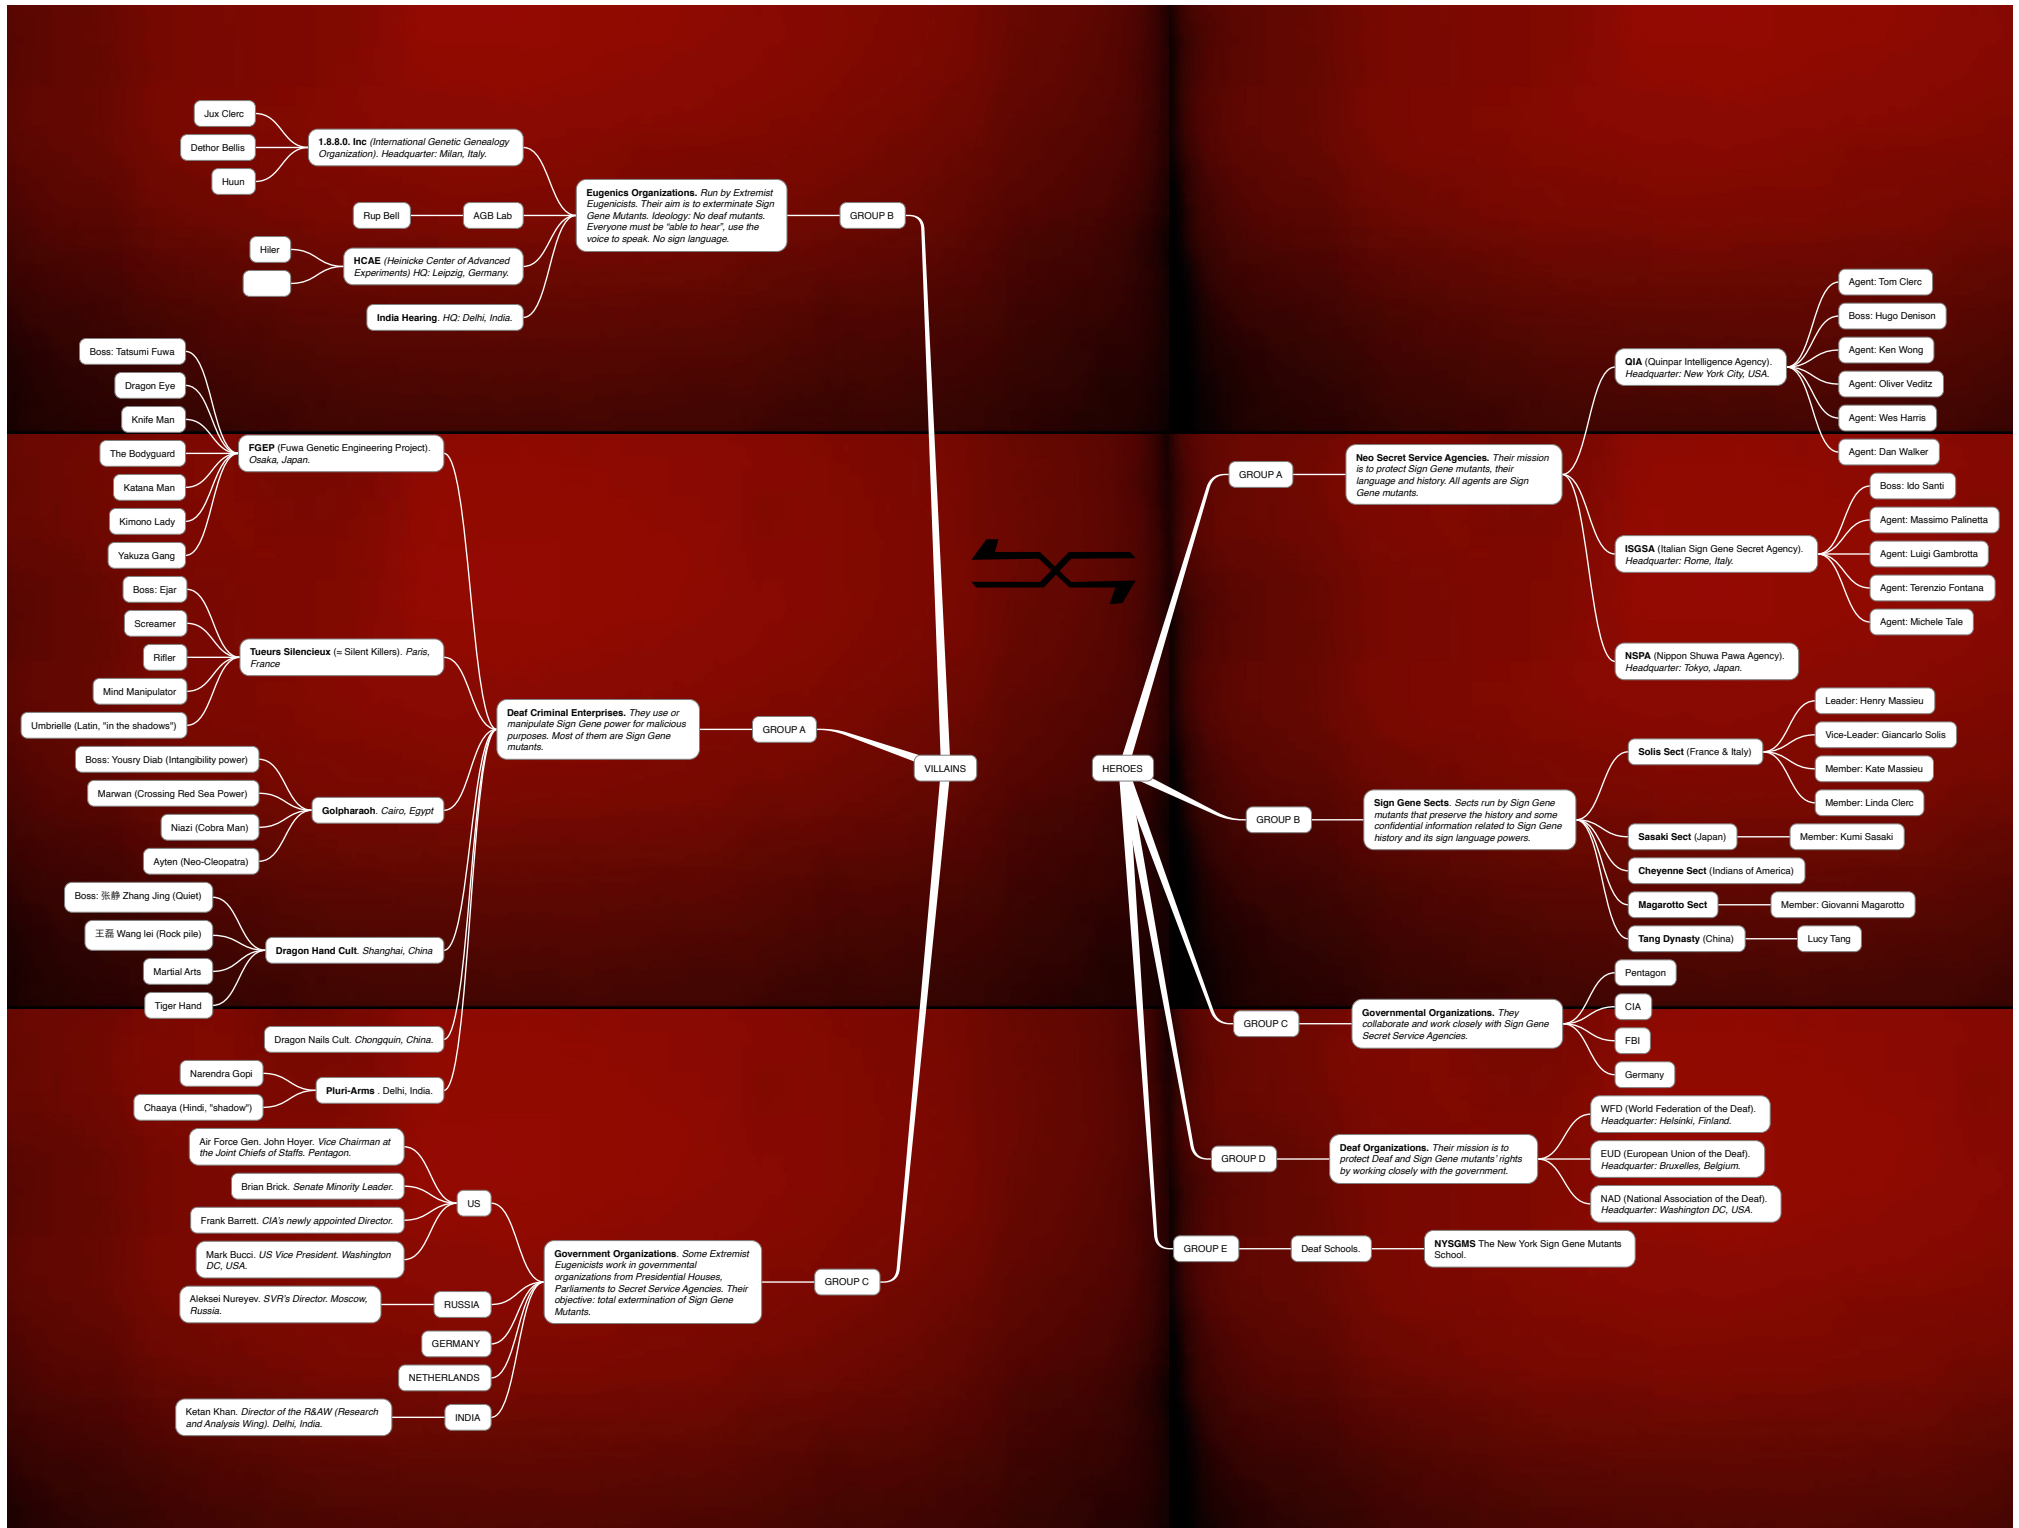 Jux Clerc
Dethor Bellis
Huun
1.8.8.0. Inc (International Genetic Genealogy
Organization). Headquarter: Milan, Italy.
Rup Bell
AGB Lab
Hiler
HCAE (Heinicke Center of Advanced
Experiments) HQ: Leipzig, Germany.
India Hearing. HQ: Delhi, India.
Eugenics Organizations. Run by Extremist
Eugenicists. Their aim is to exterminate Sign
Gene Mutants. Ideology: No deaf mutants.
Everyone must be “able to hear”, use the
voice to speak. No sign language.
GROUP B
Boss: Tatsumi Fuwa
Dragon Eye
Knife Man
The Bodyguard
Katana Man
Kimono Lady
Yakuza Gang
FGEP (Fuwa Genetic Engineering Project).
Osaka, Japan.
Boss: Ejar
Screamer
Rifler
Mind Manipulator
Umbrielle (Latin, "in the shadows")
Tueurs Silencieux (≈ Silent Killers). Paris,
France
Boss: Yousry Diab (Intangibility power)
Marwan (Crossing Red Sea Power)
Niazi (Cobra Man)
Ayten (Neo-Cleopatra)
Golpharaoh. Cairo, Egypt
Boss: 张静 Zhang Jing (Quiet)
王磊 Wang lei (Rock pile)
Martial Arts
Tiger Hand
Dragon Hand Cult. Shanghai, China
Dragon Nails Cult. Chongquin, China.
Narendra Gopi
Chaaya (Hindi, "shadow")
Pluri-Arms . Delhi, India.
Deaf Criminal Enterprises. They use or
manipulate Sign Gene power for malicious
purposes. Most of them are Sign Gene
mutants.
GROUP A
VILLAINS
Air Force Gen. John Hoyer. Vice Chairman at
the Joint Chiefs of Staffs. Pentagon.
Brian Brick. Senate Minority Leader.
Frank Barrett. CIA's newly appointed Director.
Mark Bucci. US Vice President. Washington
DC, USA.
US
Aleksei Nureyev. SVR's Director. Moscow,
Russia.
RUSSIA
GERMANY
NETHERLANDS
Ketan Khan. Director of the R&AW (Research
and Analysis Wing). Delhi, India.
INDIA
Government Organizations. Some Extremist
Eugenicists work in governmental
organizations from Presidential Houses,
Parliaments to Secret Service Agencies. Their
objective: total extermination of Sign Gene
Mutants.
GROUP C
HEROES
GROUP A
Neo Secret Service Agencies. Their mission
is to protect Sign Gene mutants, their
language and history. All agents are Sign
Gene mutants.
QIA (Quinpar Intelligence Agency).
Headquarter: New York City, USA.
Agent: Tom Clerc
Boss: Hugo Denison
Agent: Ken Wong
Agent: Oliver Veditz
Agent: Wes Harris
Agent: Dan Walker
ISGSA (Italian Sign Gene Secret Agency).
Headquarter: Rome, Italy.
Boss: Ido Santi
Agent: Massimo Palinetta
Agent: Luigi Gambrotta
Agent: Terenzio Fontana
Agent: Michele Tale
NSPA (Nippon Shuwa Pawa Agency).
Headquarter: Tokyo, Japan.
GROUP B
Sign Gene Sects. Sects run by Sign Gene
mutants that preserve the history and some
confidential information related to Sign Gene
history and its sign language powers.
Solis Sect (France & Italy)
Leader: Henry Massieu
Vice-Leader: Giancarlo Solis
Member: Kate Massieu
Member: Linda Clerc
Sasaki Sect (Japan)
Member: Kumi Sasaki
Cheyenne Sect (Indians of America)
Magarotto Sect
Member: Giovanni Magarotto
Tang Dynasty (China)
Lucy Tang
GROUP C
Governmental Organizations. They
collaborate and work closely with Sign Gene
Secret Service Agencies.
Pentagon
CIA
FBI
Germany
GROUP D
Deaf Organizations. Their mission is to
protect Deaf and Sign Gene mutants' rights
by working closely with the government.
WFD (World Federation of the Deaf).
Headquarter: Helsinki, Finland.
EUD (European Union of the Deaf).
Headquarter: Bruxelles, Belgium.
NAD (National Association of the Deaf).
Headquarter: Washington DC, USA.
GROUP E
Deaf Schools.
NYSGMS The New York Sign Gene Mutants
School.